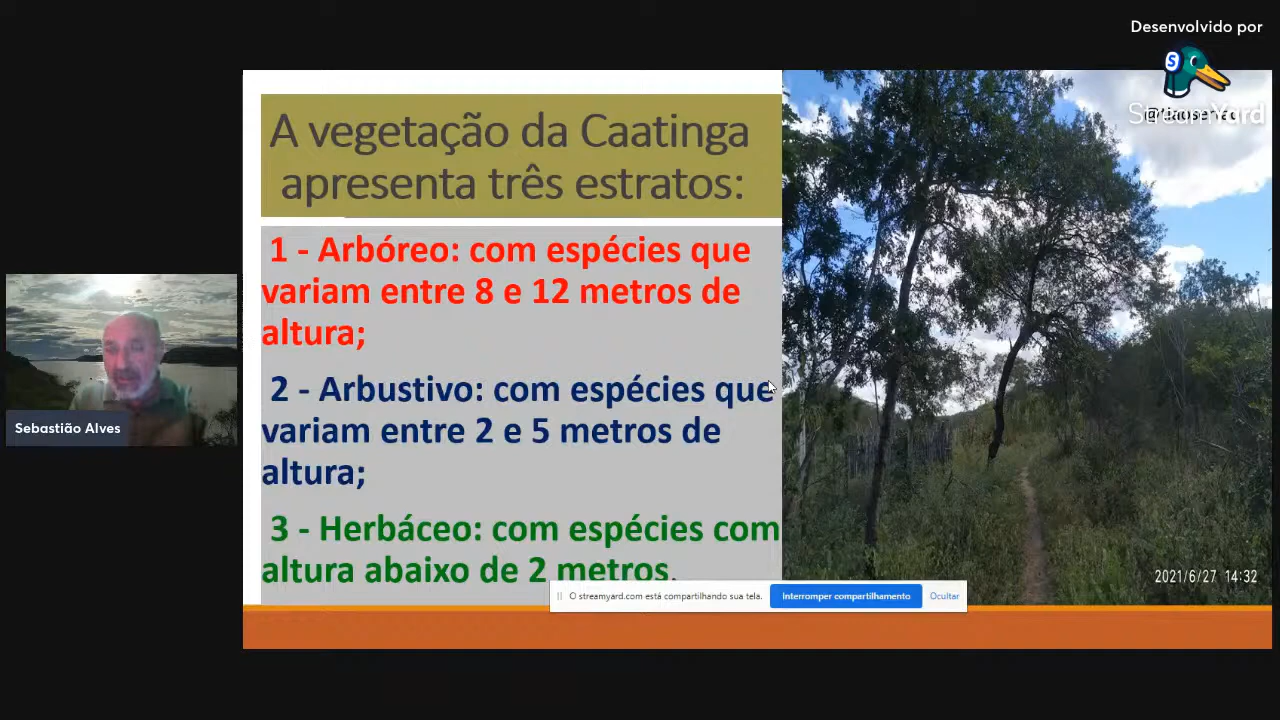 Desenvolvido por
StreamYard
A vegetação da Caatinga
apresenta três estratos:
1 - Arbóreo: com espécies que
variam entre 8 e 12 metros de
altura;
2 - Arbustivo: com espécies que
variam entre 2 e 5 metros de
altura;
3 - Herbáceo: com espécies com
altura abaixo de 2 metros.
Sebastião Alves
2021/6/27 14:32
O streamyard.com está compartilhando sua tela.
Interromper compartilhamento
Ocultar